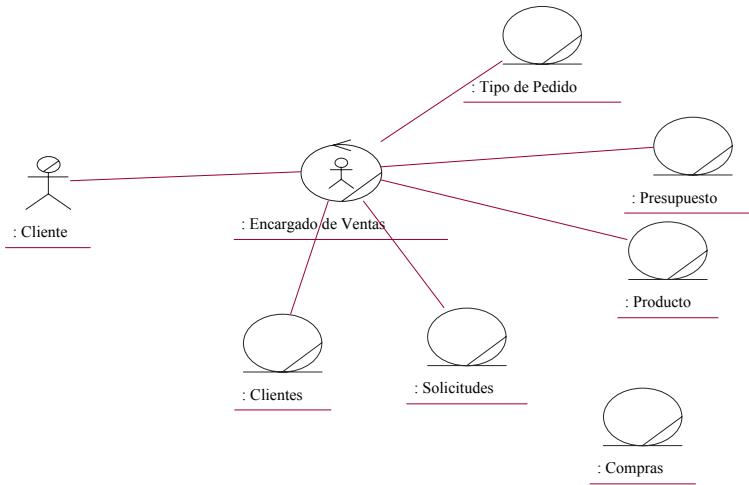 : Tipo de Pedido
: Presupuesto
: Cliente
: Encargado de Ventas
: Producto
: Clientes
: Solicitudes
: Compras